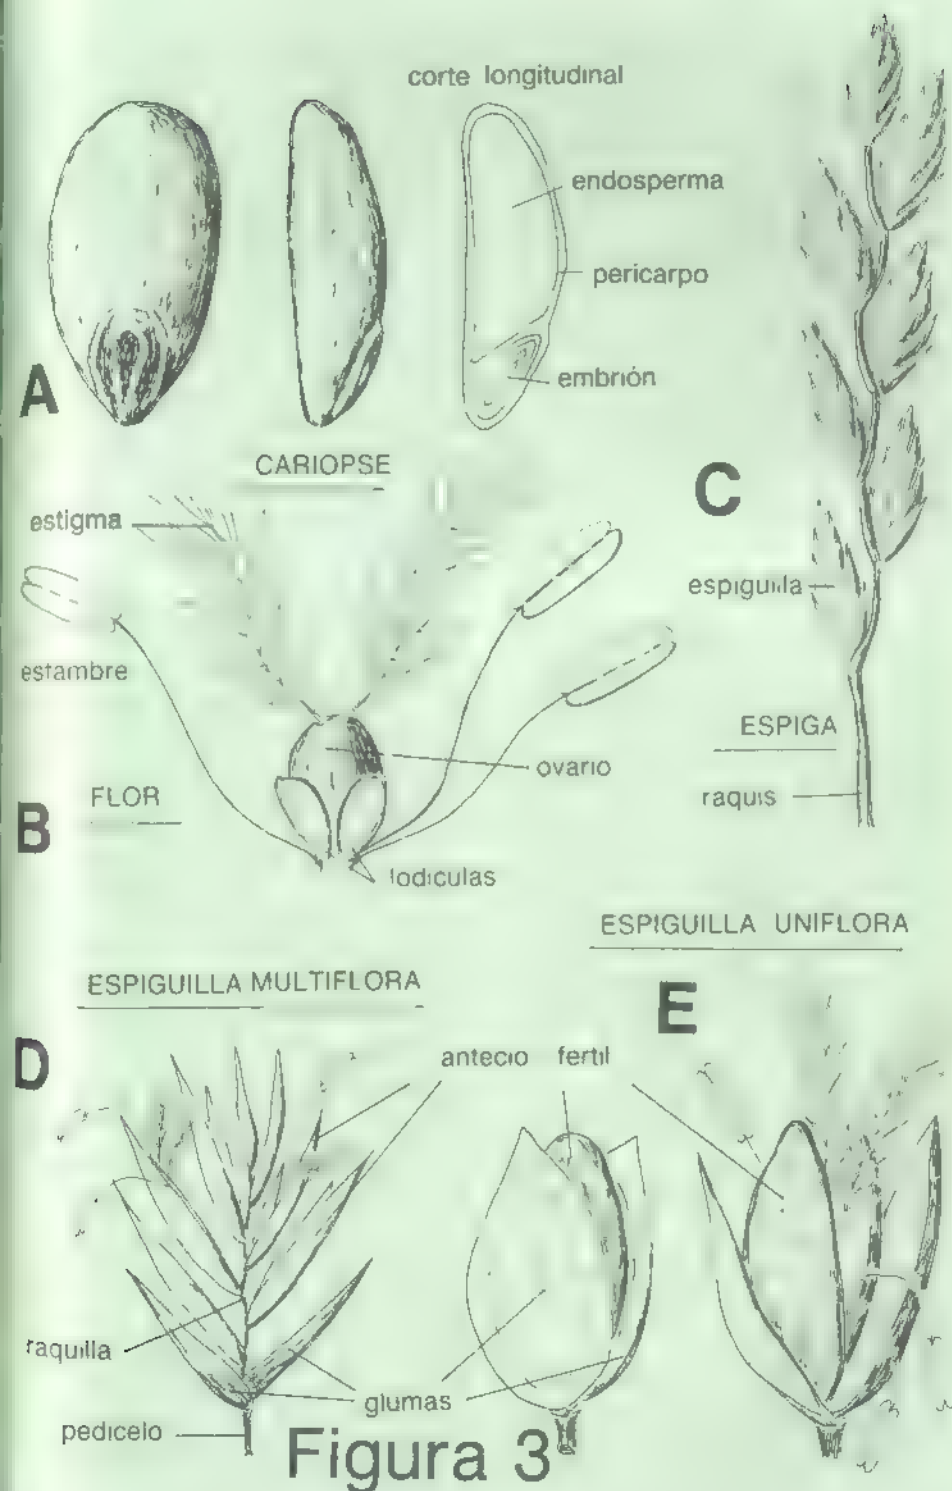 corte longitudinal
endosperma
pericarpo
embrión
A
CARIOPSE
C
estigma
espiguilla
estambre
ESPIGA
ovario
raquis
FLOR
B
lodiculas
ESPIGUILLA UNIFLORA
ESPIGUILLA MULTIFLORA
E
D
antecio fertil
raquilla
glumas
pedicelo
Figura 3